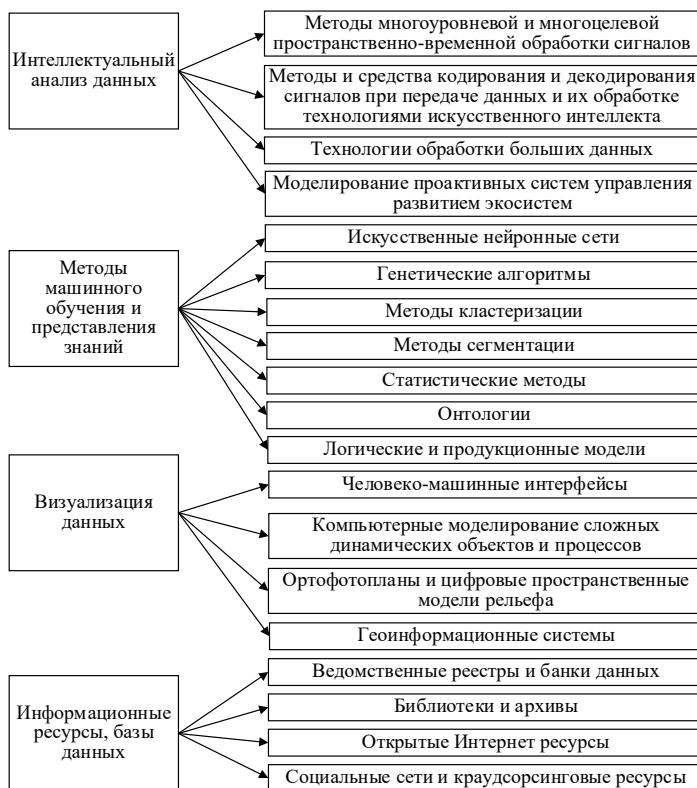 Интеллектуальный
анализ данных
Методы многоуровневой и многоцелевой
пространственно-временной обработки сигналов
Методы и средства кодирования и декодирования
сигналов при передаче данных и их обработке
технологиями искусственного интеллекта
Технологии обработки больших данных
Моделирование проактивных систем управления
развитием экосистем
Методы
машинного
обучения и
представления
знаний
Искусственные нейронные сети
Генетические алгоритмы
Методы кластеризации
Методы сегментации
Статистические методы
Онтологии
Логические и продукционные модели
Визуализация
данных
Человеко-машинные интерфейсы
Компьютерные моделирование сложных
динамических объектов и процессов
Ортофотопланы и цифровые пространственные
модели рельефа
Геоинформационные системы
Информационные
ресурсы, базы
данных
Ведомственные реестры и банки данных
Библиотеки и архивы
Открытые Интернет ресурсы
Социальные сети и краудсорсинговые ресурсы